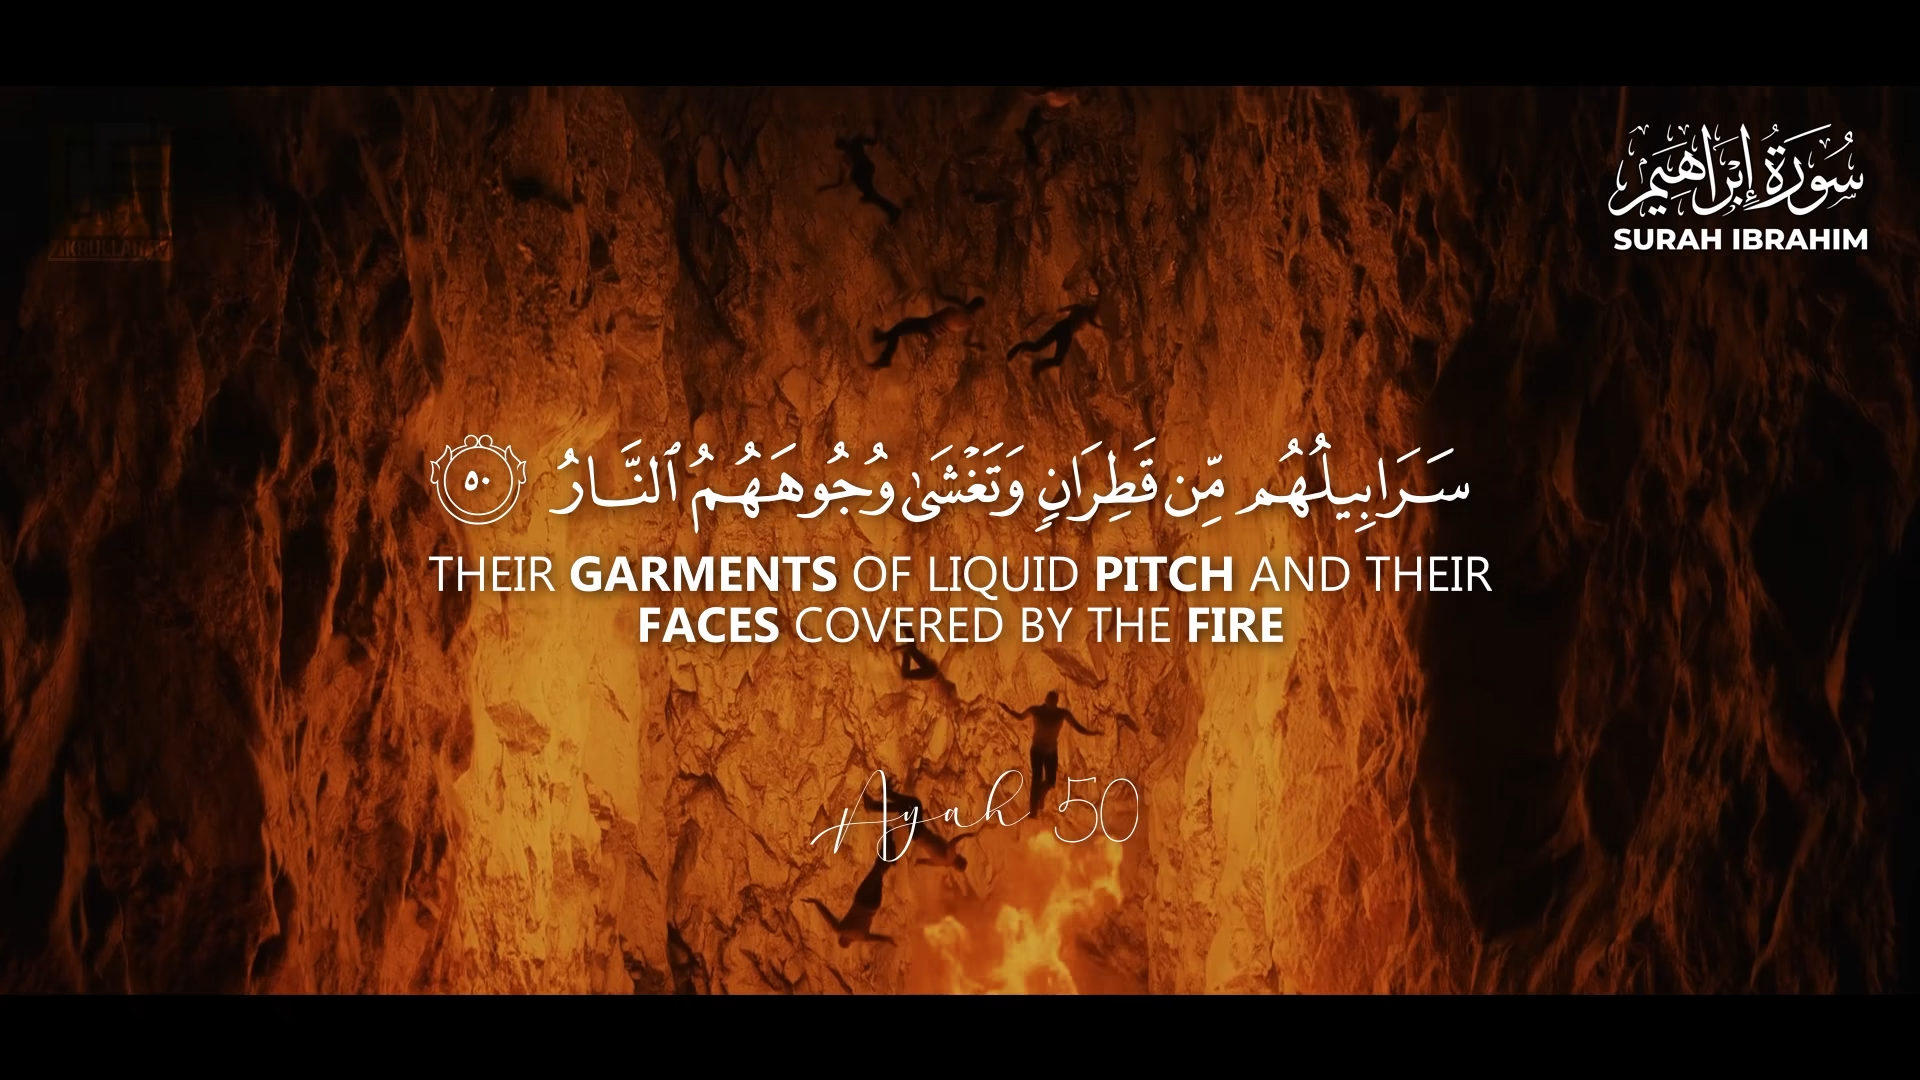 سُورَةُ إِبْرَاهِيم
SURAH IBRAHIM
سَرَابِيلُهُم مِّن قَطِرَانٍ وَتَغْشَىٰ وُجُوهَهُمُ ٱلنَّارُ ٥٠
THEIR GARMENTS OF LIQUID PITCH AND THEIR
FACES COVERED BY THE FIRE
Ayah 50